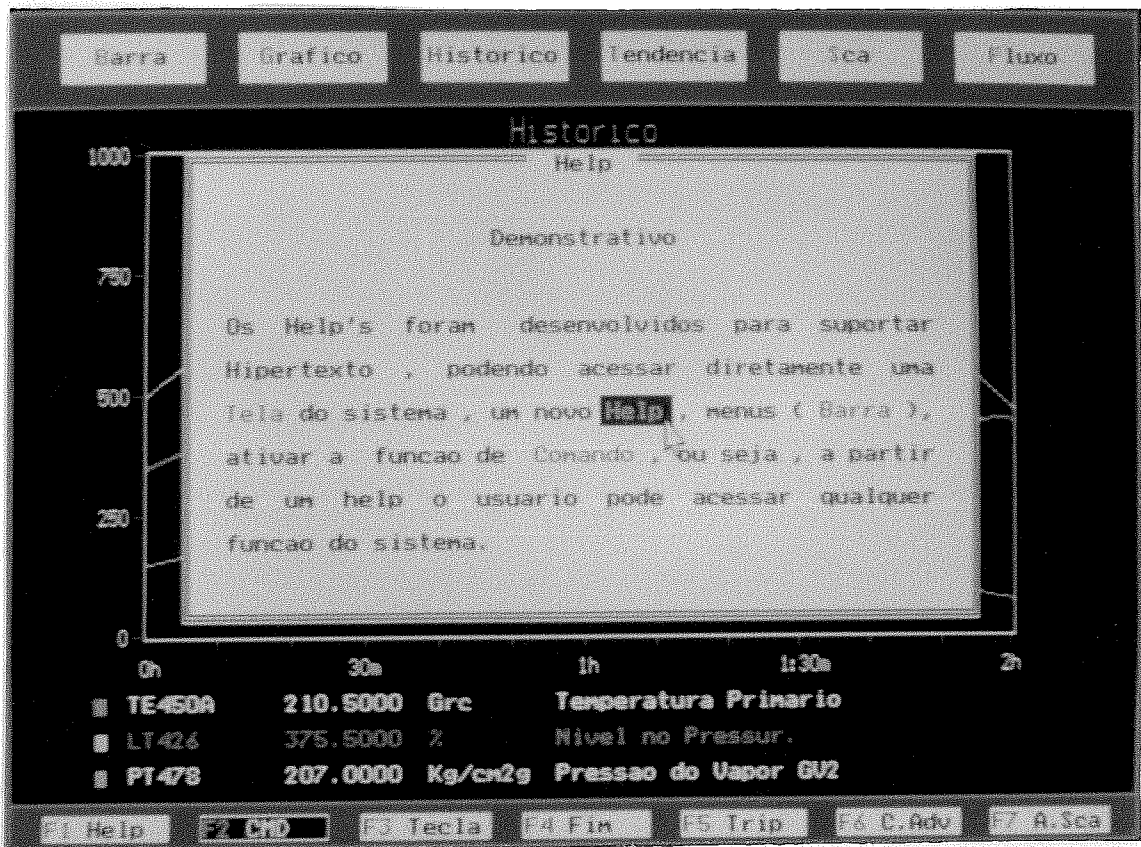 Barra Grafico Historico Tendencia Sca Fluxo
Historico
Help
1000
Demonstrativo
750
Os Help's foram desenvolvidos para suportar
Hipertexto , podendo acessar diretamente uma
500
Tela do sistema , um novo Help , menus ( Barra ),
ativar a funcao de Comando , ou seja , a partir
de um help o usuario pode acessar qualquer
250
funcao do sistema.
0
0h 30m 1h 1:30m 2h
TE450A 210.5000 Grc Temperatura Primario
LT426 375.5000 % Nivel no Pressur.
PT478 207.0000 Kg/cm2g Pressao do Vapor GV2
F1 Help F2 CMD F3 Tecla F4 Fim F5 Trip F6 C.Adv F7 A.Sca